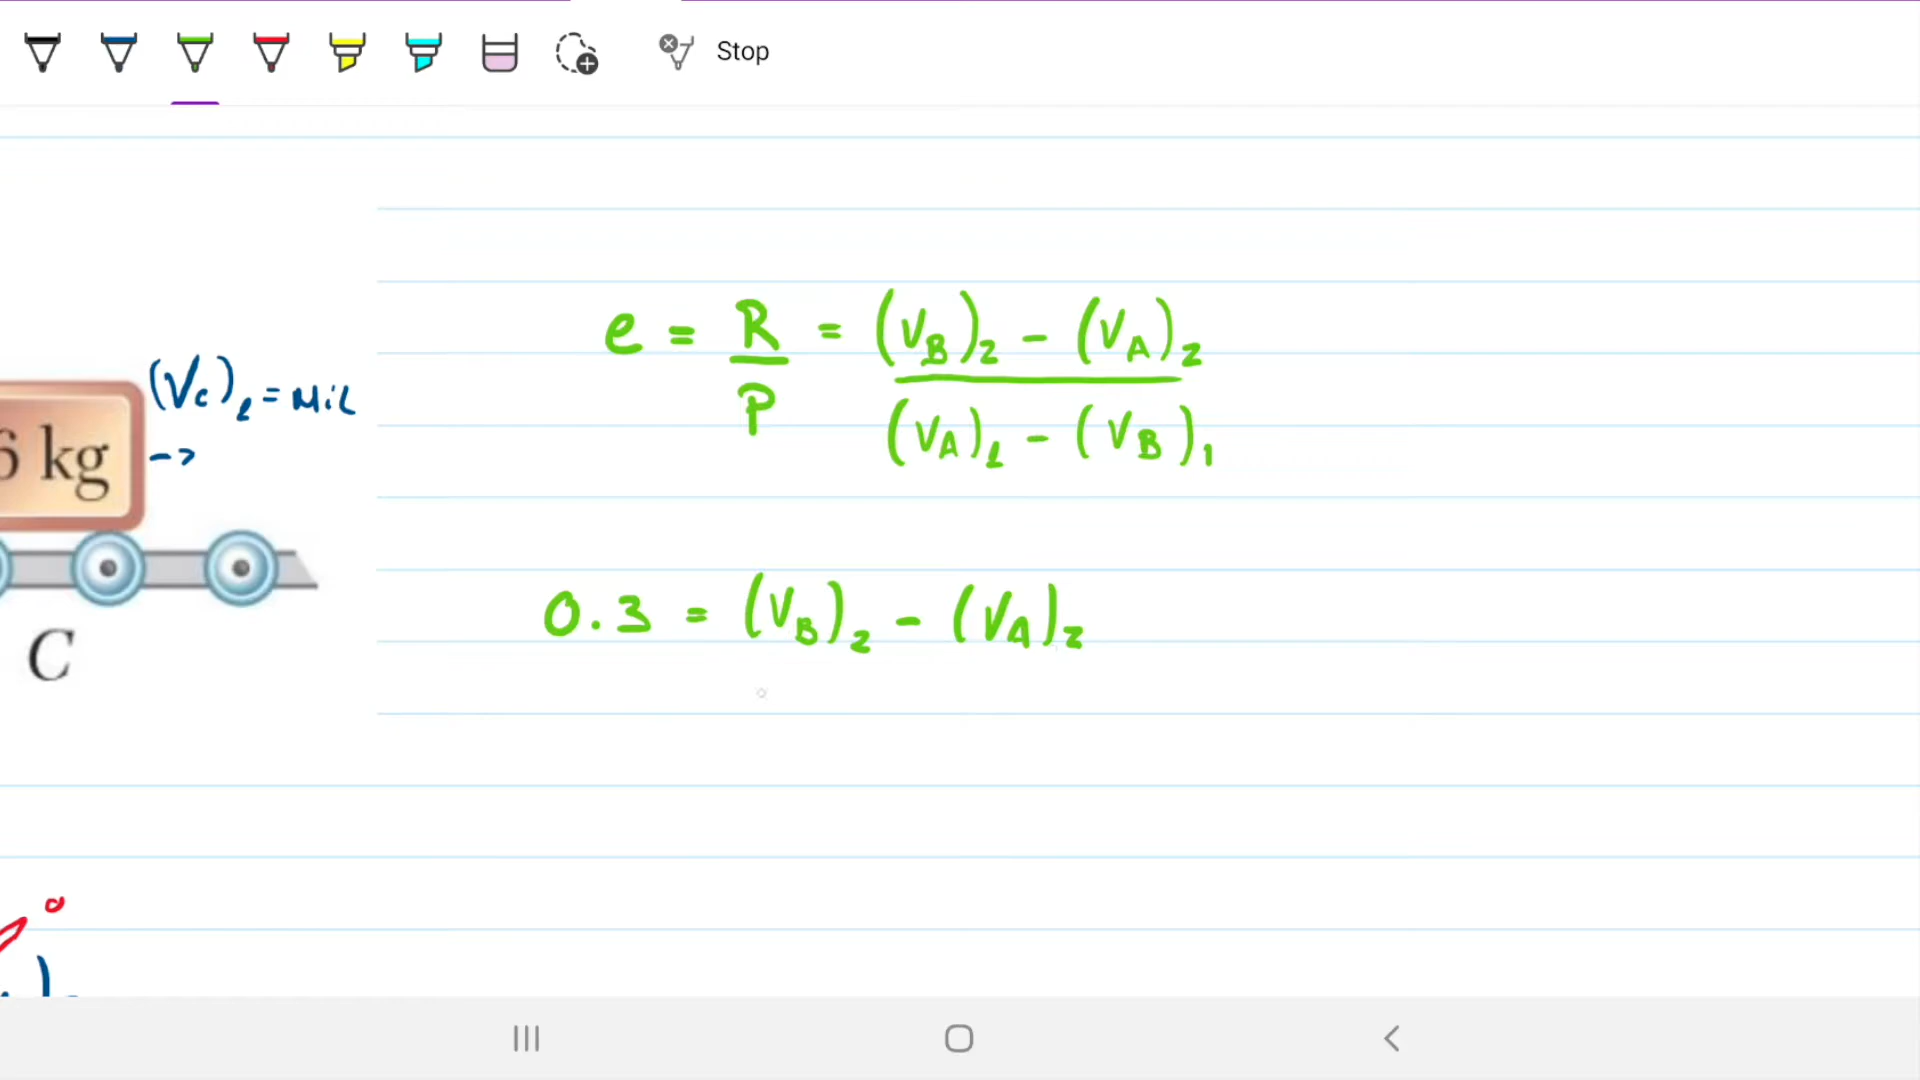 Stop
e = R/P = (VB)2 - (VA)2 / (VA)1 - (VB)1
(Vc)1 = Nil
->
6 kg
0.3 = (VB)2 - (VA)2
C